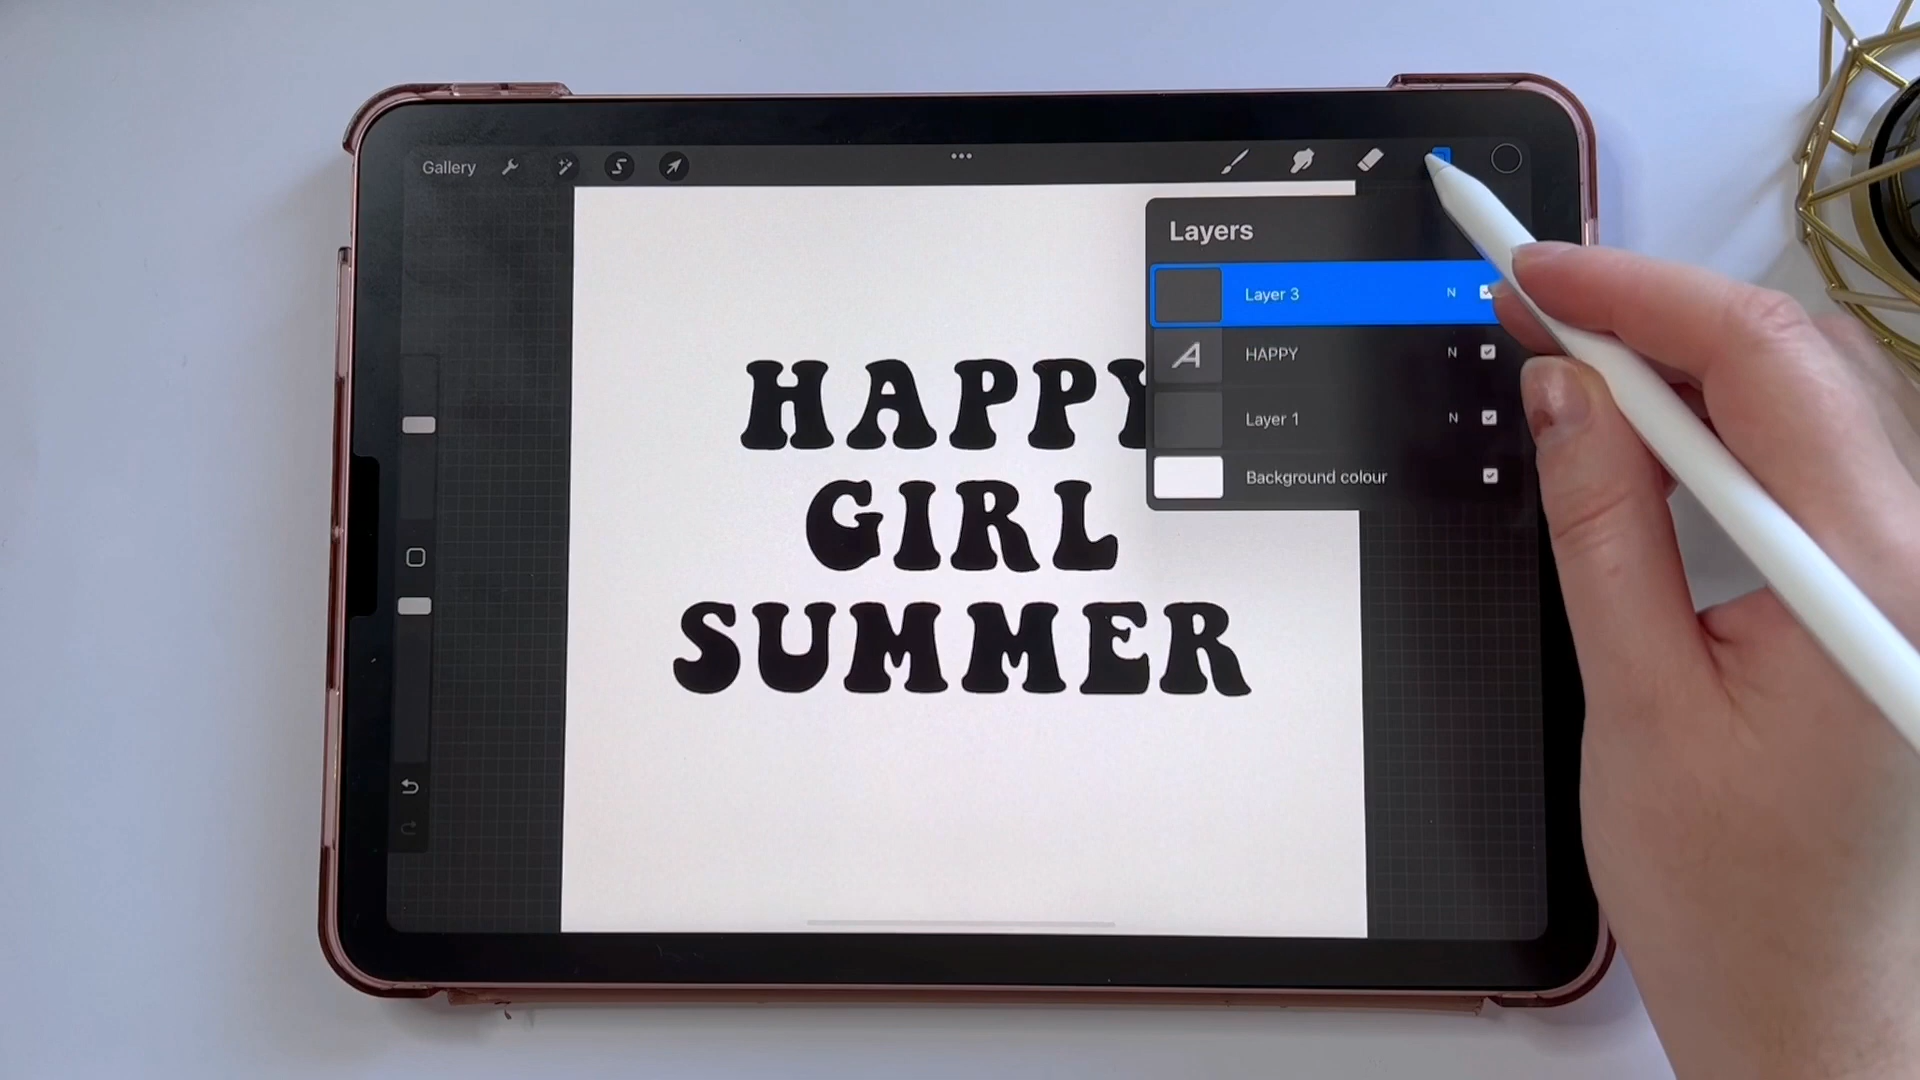 Gallery
Layers
Layer 3 N
HAPPY N
Layer 1 N
Background colour
HAPPY
GIRL
SUMMER